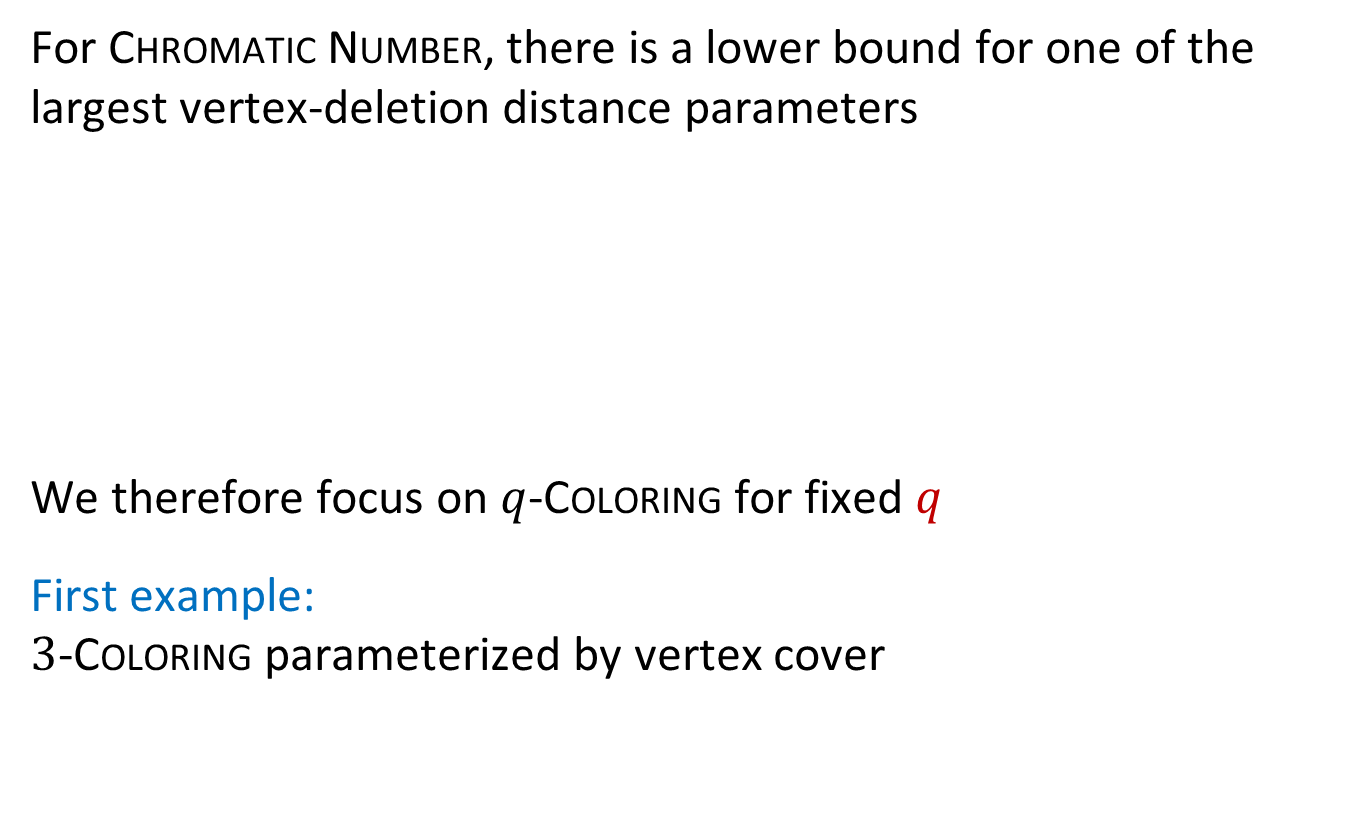 For CHROMATIC NUMBER, there is a lower bound for one of the
largest vertex-deletion distance parameters
We therefore focus on q-COLORING for fixed q
First example:
3-COLORING parameterized by vertex cover